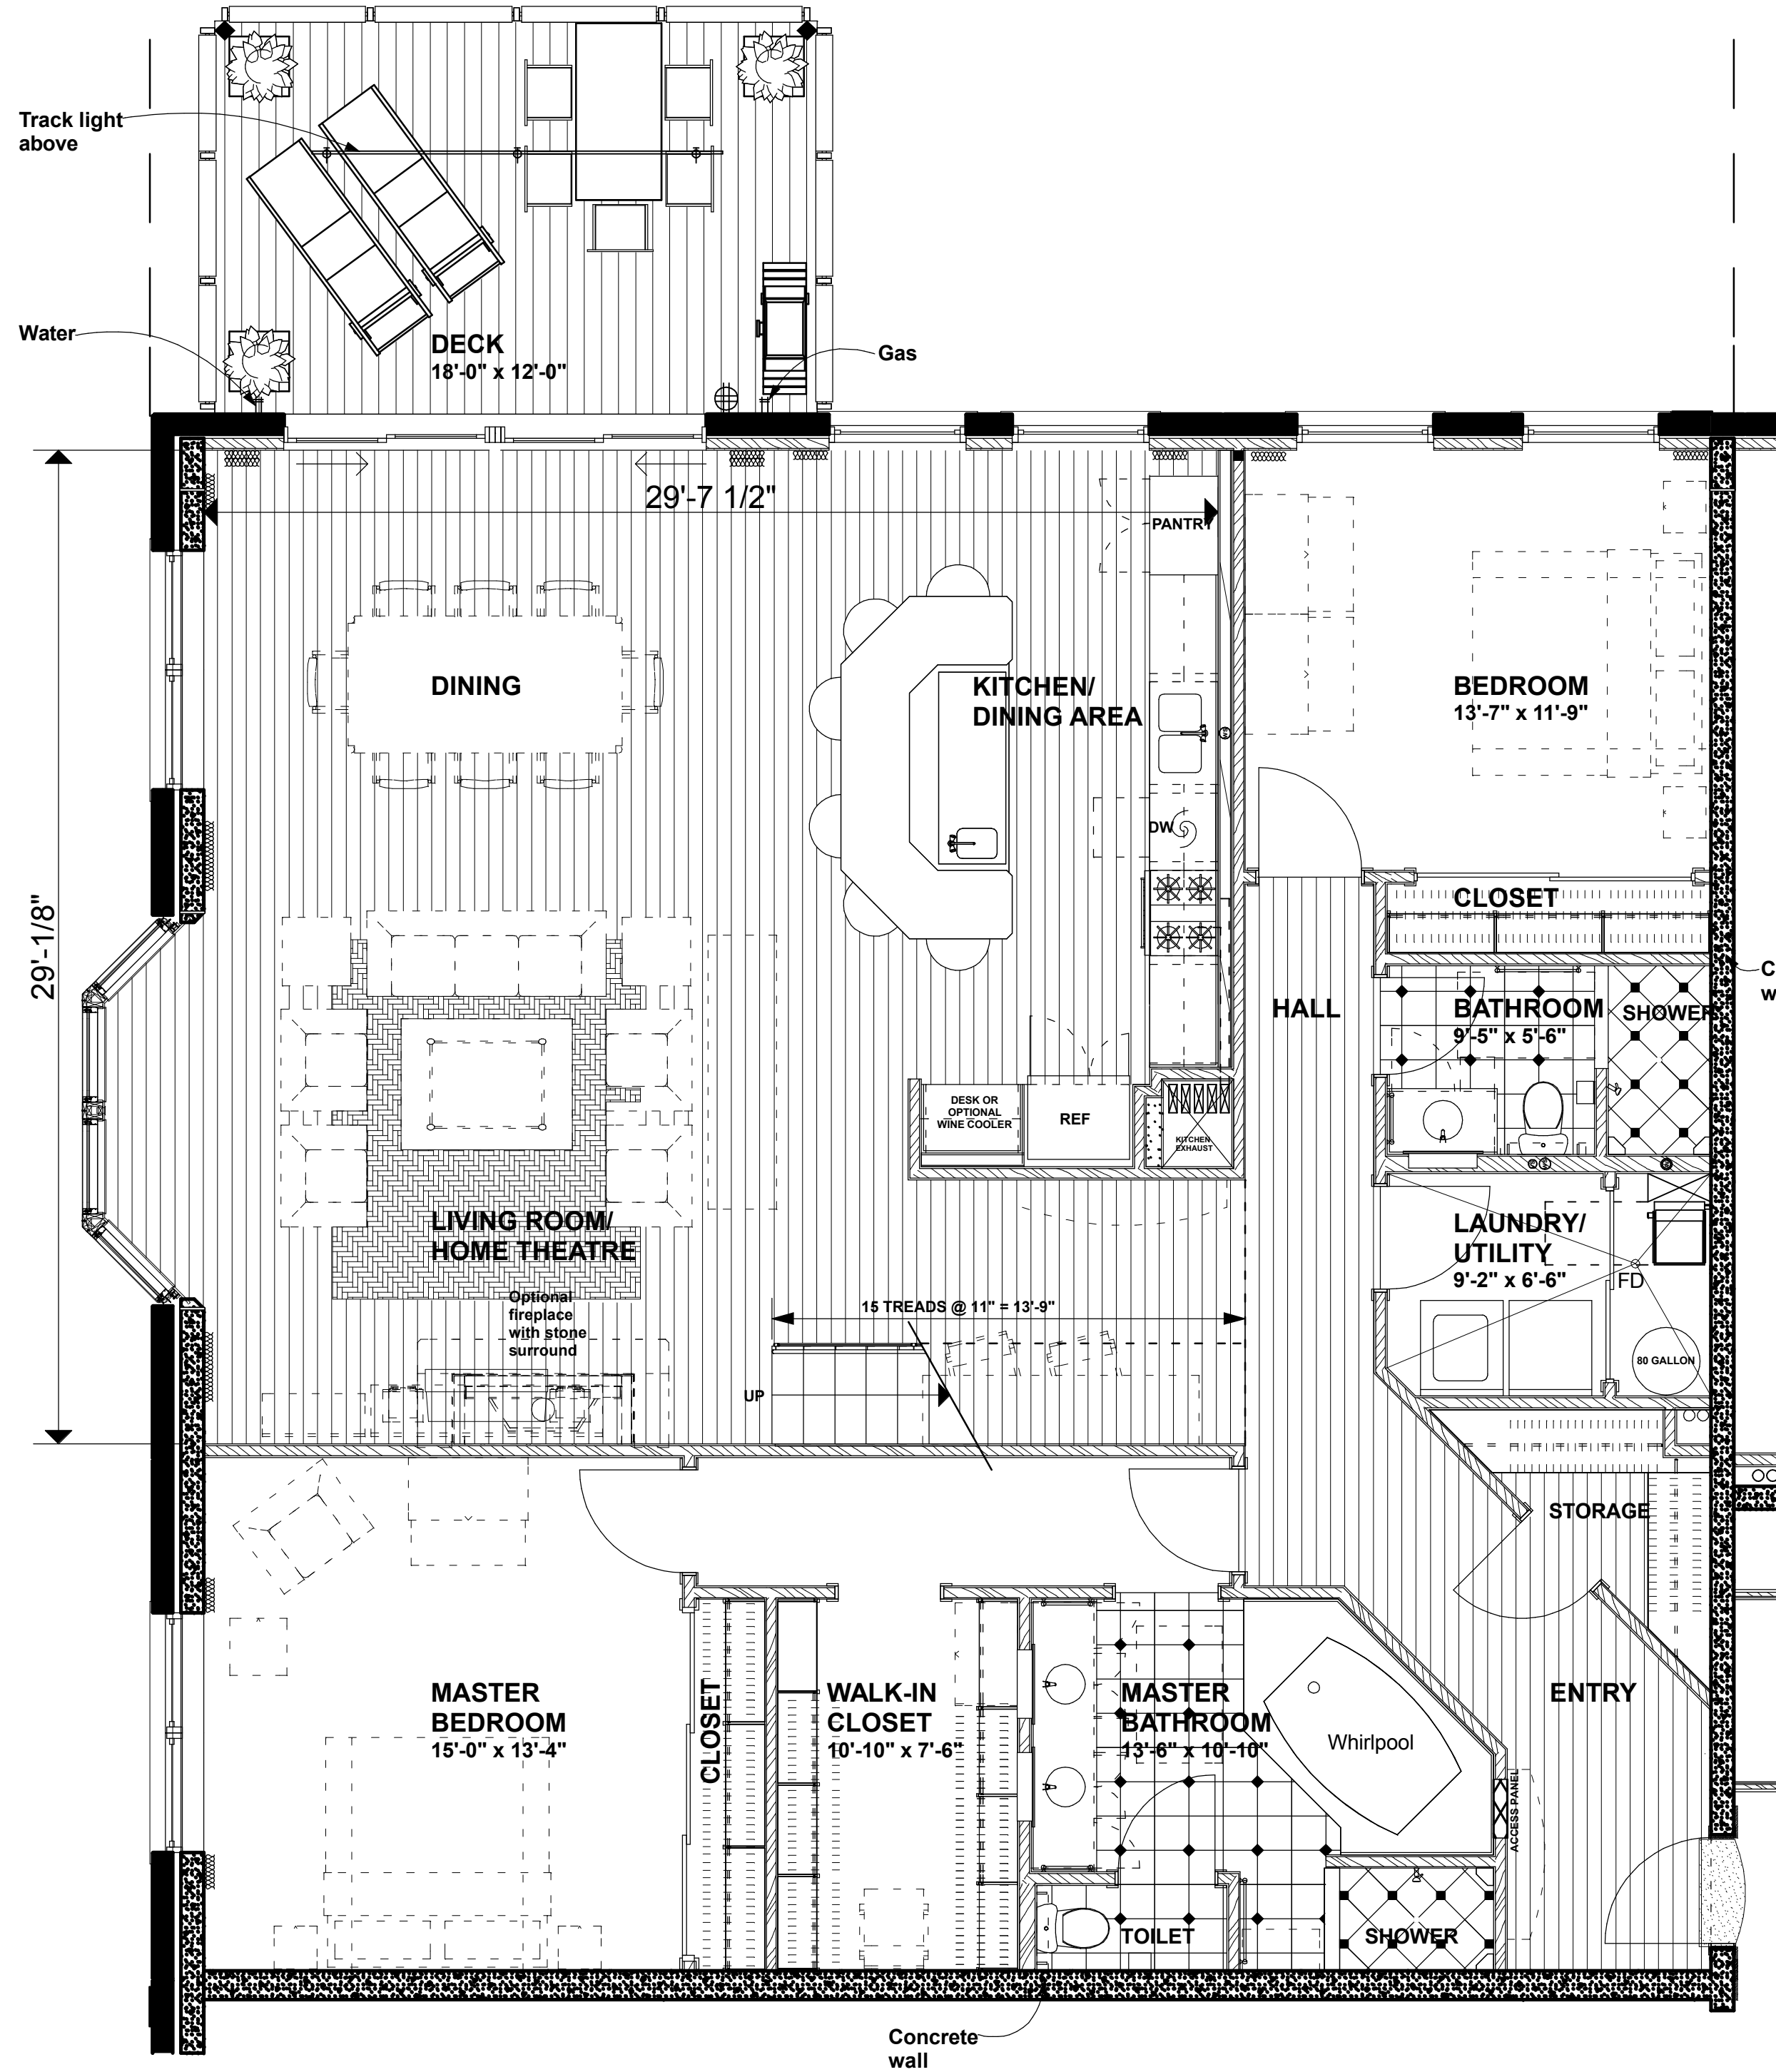 Track light
above
Water
DECK
18'-0" x 12'-0"
Gas
29'-7 1/2"
PANTRY
DINING
KITCHEN/
DINING AREA
BEDROOM
13'-7" x 11'-9"
DW
CLOSET
29'-1/8"
HALL
BATHROOM
9'-5" x 5'-6"
SHOWER
C
w
DESK OR
OPTIONAL
WINE COOLER
REF
KITCHEN
EXHAUST
LIVING ROOM/
HOME THEATRE
LAUNDRY/
UTILITY
9'-2" x 6'-6"
FD
Optional
fireplace
with stone
surround
15 TREADS @ 11" = 13'-9"
80 GALLON
UP
STORAGE
MASTER
BEDROOM
15'-0" x 13'-4"
CLOSET
WALK-IN
CLOSET
10'-10" x 7'-6"
MASTER
BATHROOM
13'-6" x 10'-10"
Whirlpool
ENTRY
ACCESS PANEL
TOILET
SHOWER
Concrete
wall